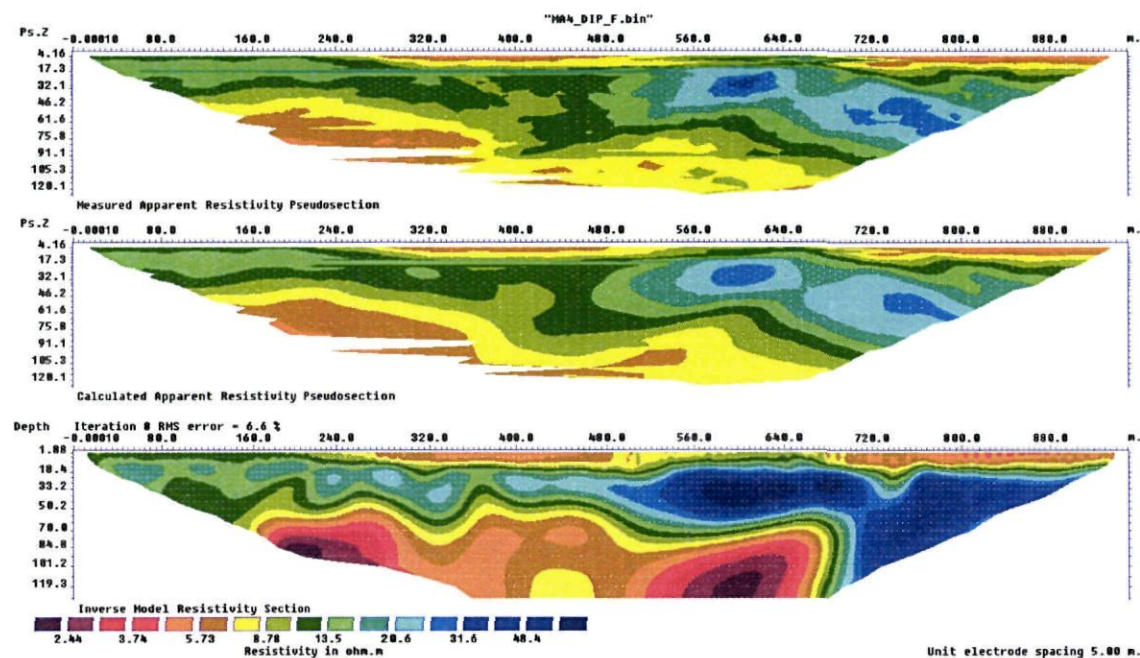 "MA4_DIP_F.bin"
Ps.Z -0.00010 80.0 160.0 240.0 320.0 400.0 480.0 560.0 640.0 720.0 800.0 880.0 m.
4.16
17.3
32.1
46.2
61.6
75.8
91.1
105.3
120.1
Measured Apparent Resistivity Pseudosection
Ps.Z -0.00010 80.0 160.0 240.0 320.0 400.0 480.0 560.0 640.0 720.0 800.0 880.0 m.
4.16
17.3
32.1
46.2
61.6
75.8
91.1
105.3
120.1
Calculated Apparent Resistivity Pseudosection
Depth Iteration 8 RMS error = 6.6 %
-0.00010 80.0 160.0 240.0 320.0 400.0 480.0 560.0 640.0 720.0 800.0 880.0 m.
1.88
18.4
33.2
50.2
70.0
84.8
101.2
119.3
Inverse Model Resistivity Section
2.44 3.74 5.73 8.78 13.5 20.6 31.6 48.4
Resistivity in ohm.m
Unit electrode spacing 5.00 m.